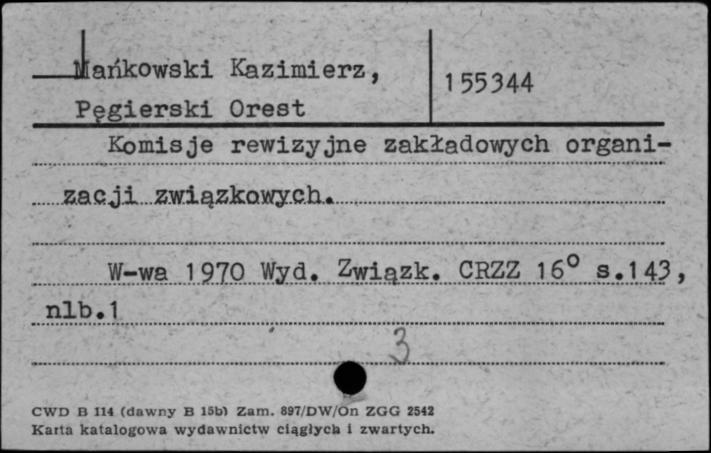 Mańkowski Kazimierz,
Pęgierski Orest
155344
Komisje rewizyjne zakładowych organi-
zacji związkowych.
W-wa 1970 Wyd. Związk. CRZZ 16° s.143,
nlb.1
3
CWD B 114 (dawny B 15b) Zam. 897/DW/On ZGG 2542
Karta katalogowa wydawnictw ciągłych i zwartych.